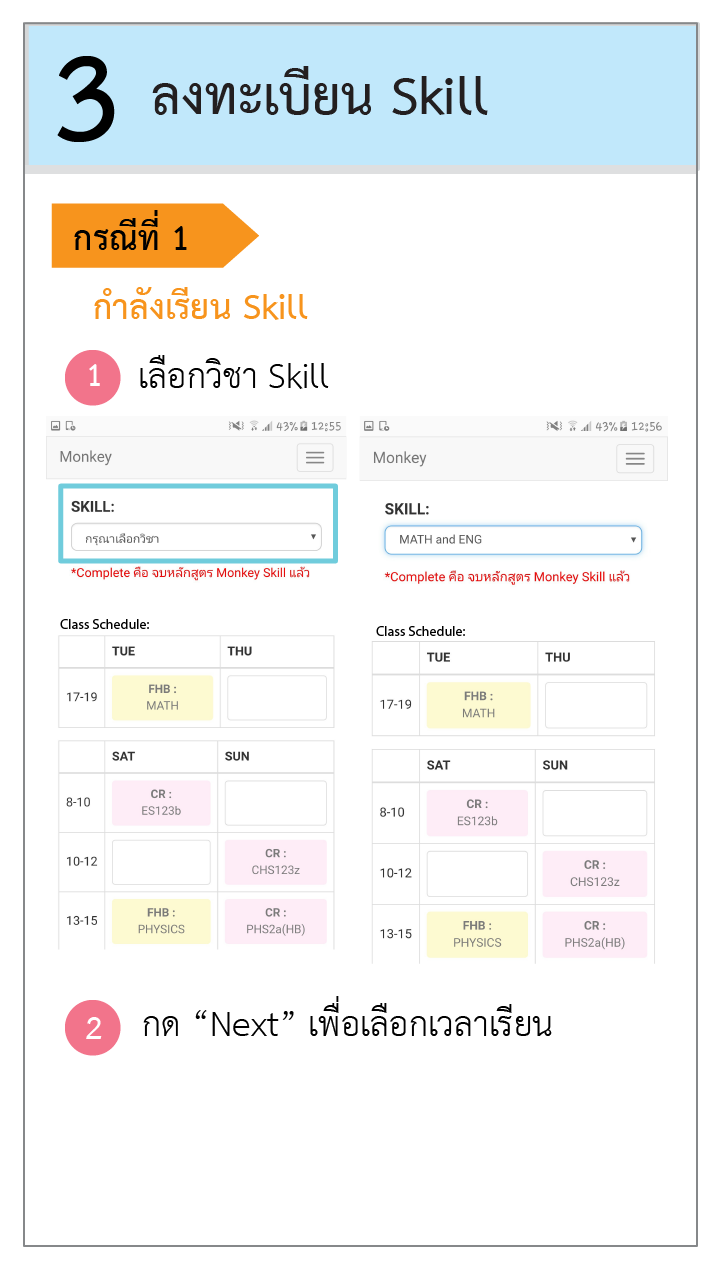 3 ลงทะเบียน Skill
กรณีที่ 1
กำลังเรียน Skill
1 เลือกวิชา Skill
43% 12:55
Monkey
SKILL:
กรุณาเลือกวิชา
*Complete คือ จบหลักสูตร Monkey Skill แล้ว
Class Schedule:
TUE THU
17-19 FHB : MATH
SAT SUN
8-10 CR : ES123b
10-12 CR : CHS123z
13-15 FHB : PHYSICS CR : PHS2a(HB)
43% 12:56
Monkey
SKILL:
MATH and ENG
*Complete คือ จบหลักสูตร Monkey Skill แล้ว
Class Schedule:
TUE THU
17-19 FHB : MATH
SAT SUN
8-10 CR : ES123b
10-12 CR : CHS123z
13-15 FHB : PHYSICS CR : PHS2a(HB)
2 กด “Next” เพื่อเลือกเวลาเรียน